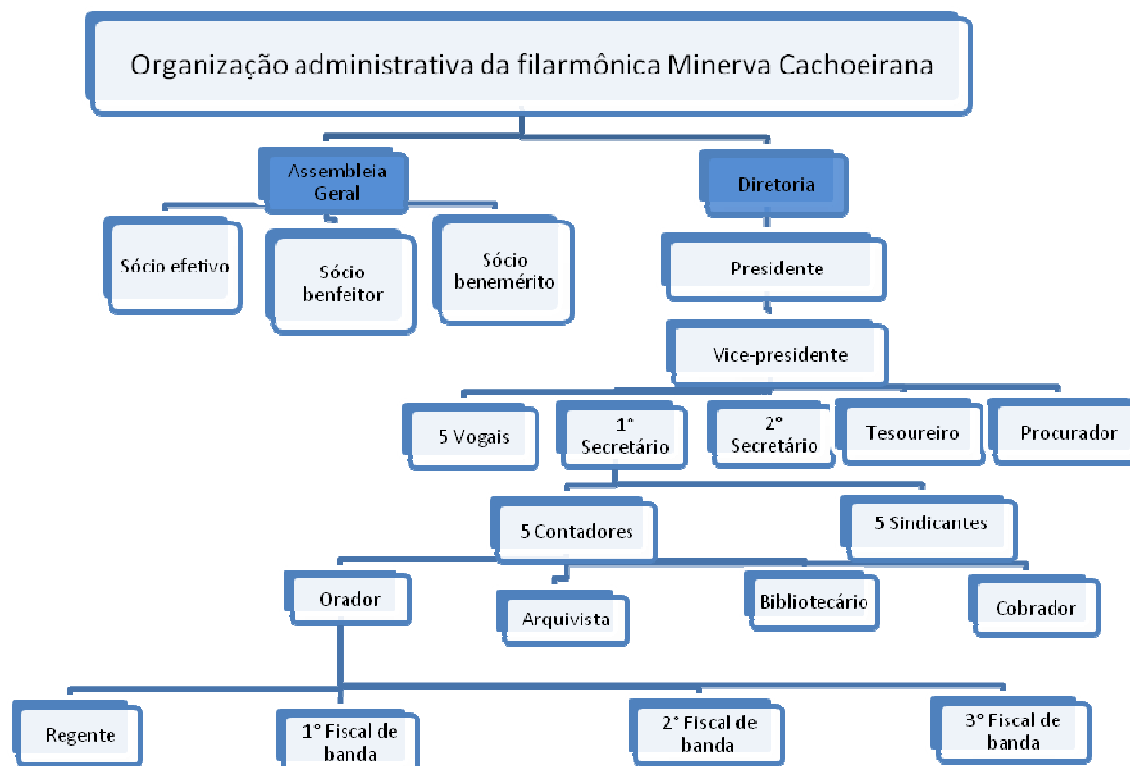 Organização administrativa da filarmônica Minerva Cachoeirana
Assembleia
Geral
Diretoria
Sócio efetivo
Sócio
benfeitor
Sócio
benemérito
Presidente
Vice-presidente
5 Vogais
1°
Secretário
2°
Secretário
Tesoureiro
Procurador
5 Contadores
5 Sindicantes
Orador
Arquivista
Bibliotecário
Cobrador
Regente
1° Fiscal de
banda
2° Fiscal de
banda
3° Fiscal de
banda